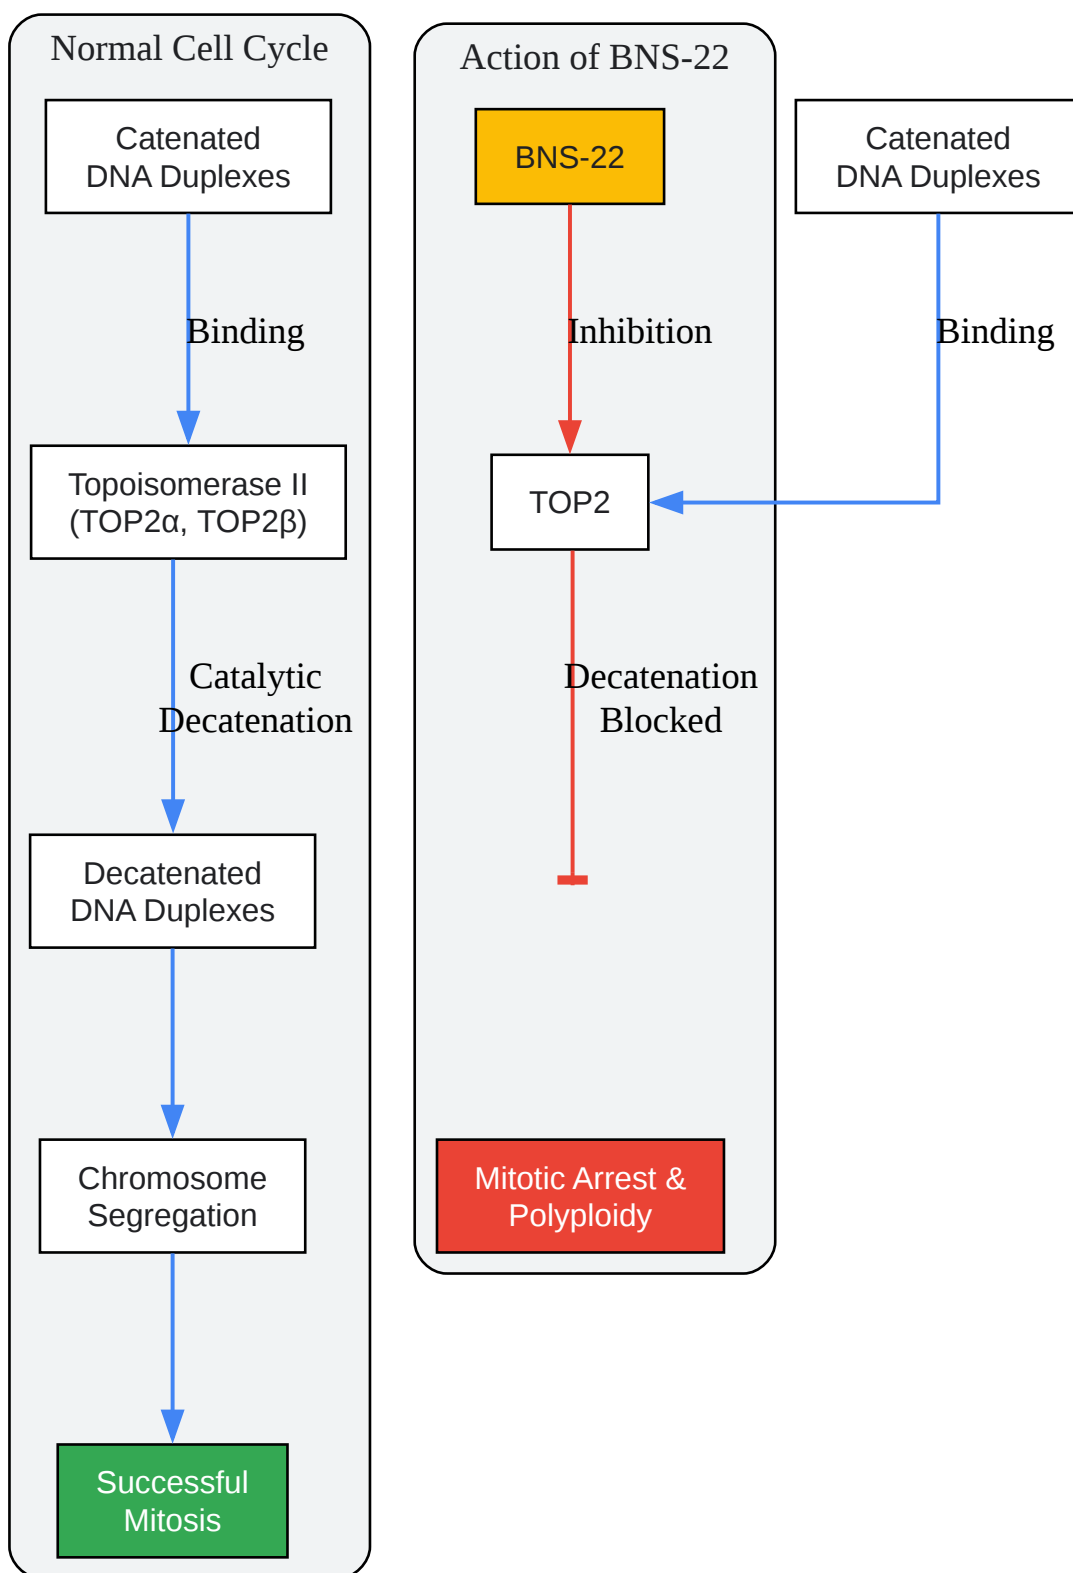 Normal Cell Cycle
Catenated
DNA Duplexes
Binding
Topoisomerase II
(TOP2α, TOP2β)
Catalytic
Decatenation
Decatenated
DNA Duplexes
Chromosome
Segregation
Successful
Mitosis
Action of BNS-22
BNS-22
Inhibition
TOP2
Decatenation
Blocked
Mitotic Arrest &
Polyploidy
Catenated
DNA Duplexes
Binding